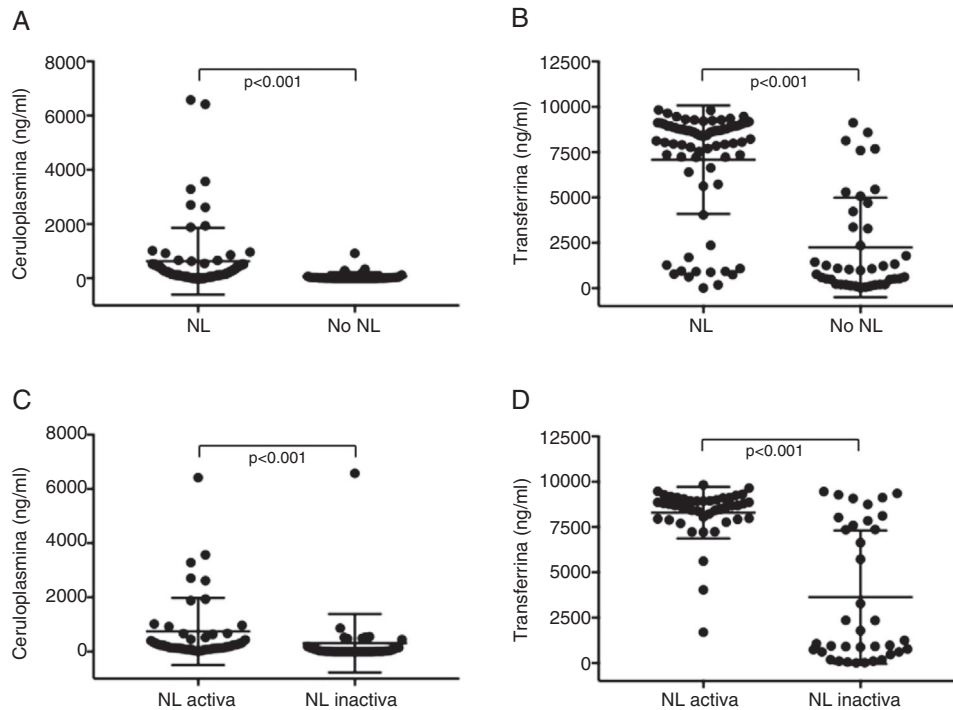 A
Ceruloplasmina (ng/ml)
8000
6000
4000
2000
0
p<0.001
NL
No NL
B
Transferrina (ng/ml)
12500
10000
7500
5000
2500
0
p<0.001
NL
No NL
C
Ceruloplasmina (ng/ml)
8000
6000
4000
2000
0
p<0.001
NL activa
NL inactiva
D
Transferrina (ng/ml)
12500
10000
7500
5000
2500
0
p<0.001
NL activa
NL inactiva